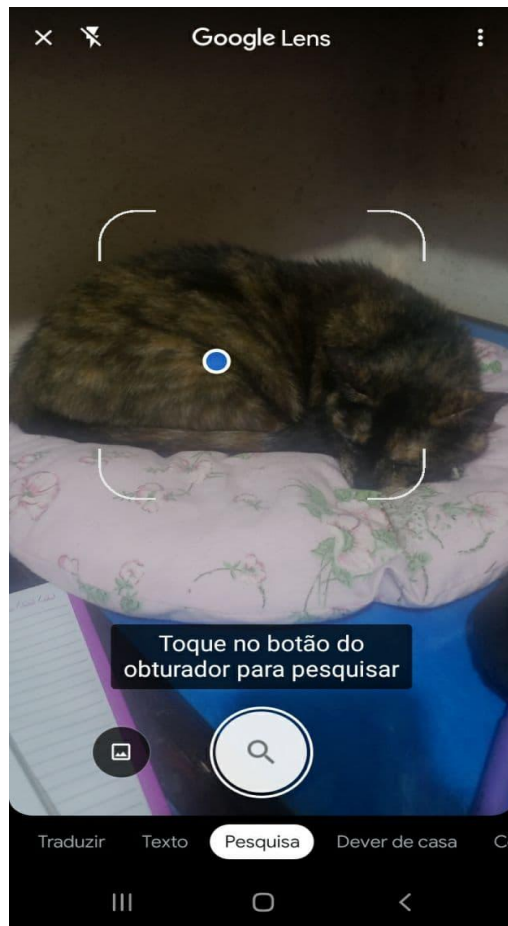 Google Lens
Toque no botão do
obturador para pesquisar
Traduzir Texto Pesquisa Dever de casa C